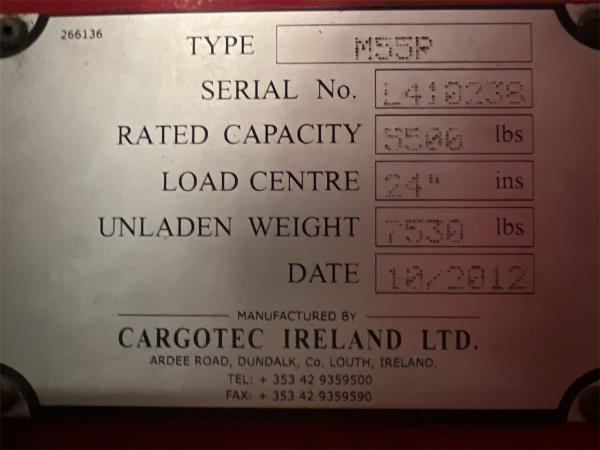 266136
TYPE M55R
SERIAL No. L410238
RATED CAPACITY 5500 lbs
LOAD CENTRE 24" ins
UNLADEN WEIGHT 7530 lbs
DATE 10/2012
MANUFACTURED BY
CARGOTEC IRELAND LTD.
ARDEE ROAD, DUNDALK, Co. LOUTH, IRELAND.
TEL: + 353 42 9359500
FAX: + 353 42 9359590